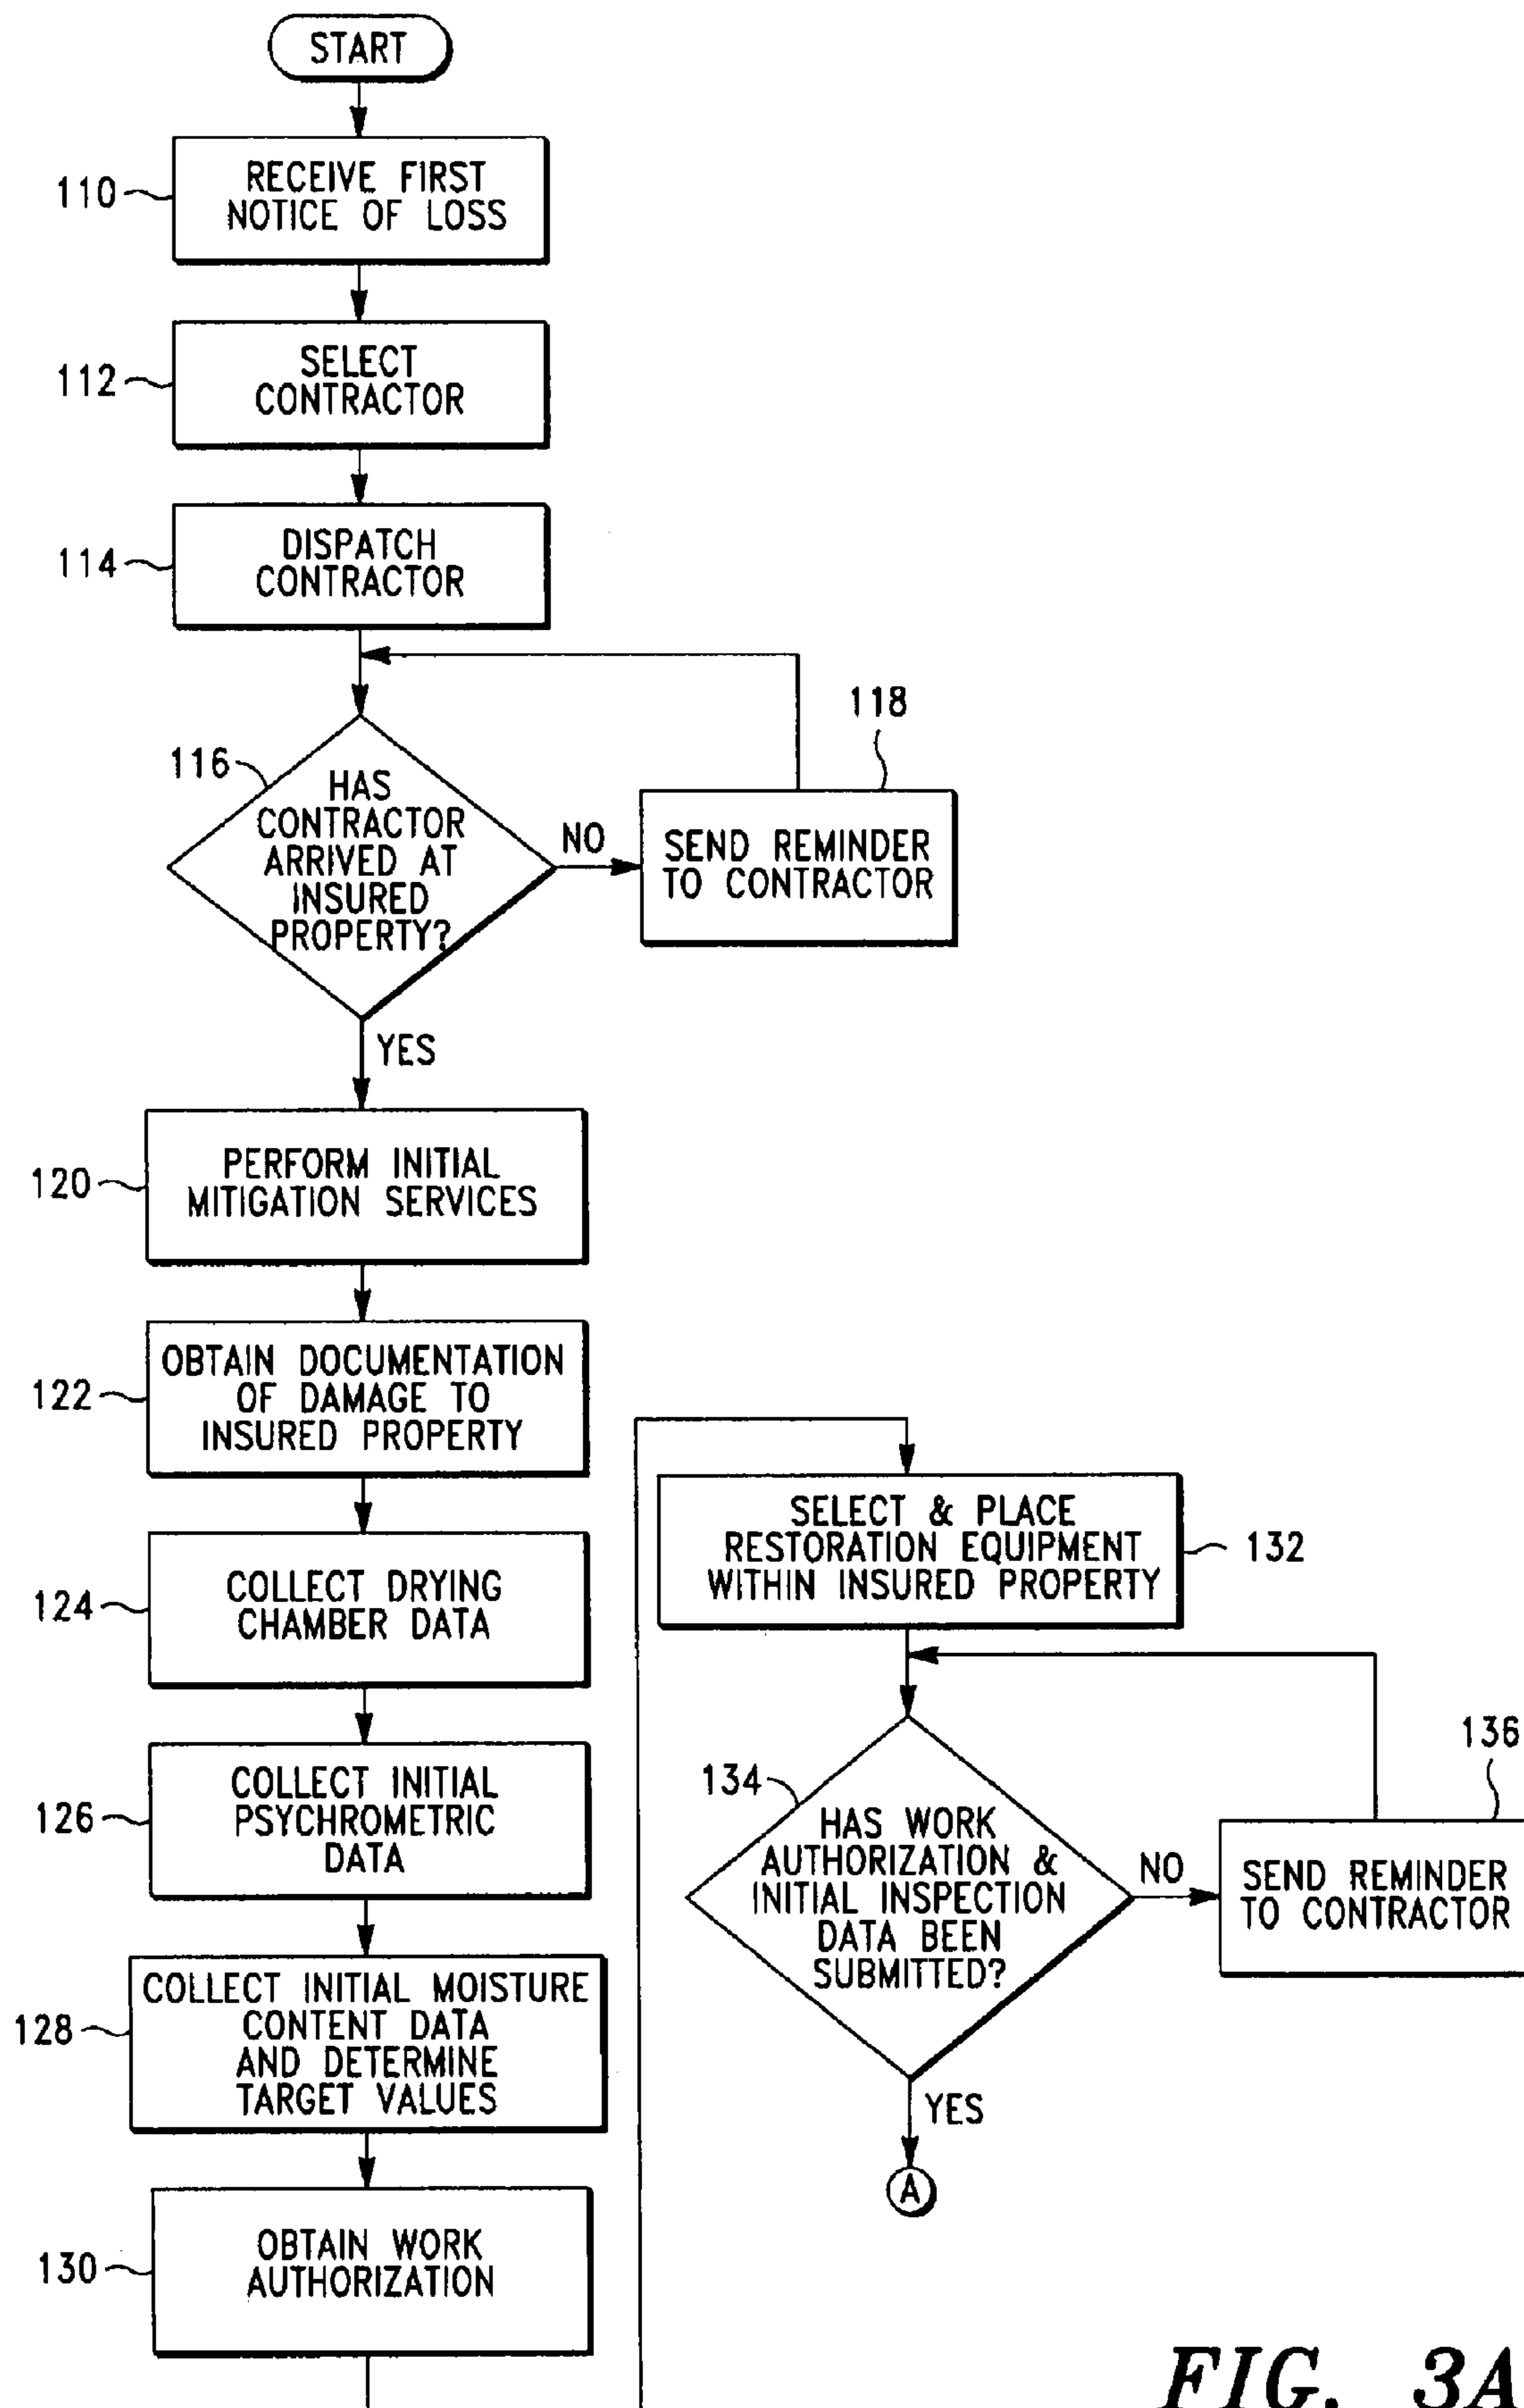 START
110
RECEIVE FIRST
NOTICE OF LOSS
112
SELECT
CONTRACTOR
114
DISPATCH
CONTRACTOR
116
HAS
CONTRACTOR
ARRIVED AT
INSURED
PROPERTY?
NO
118
SEND REMINDER
TO CONTRACTOR
YES
120
PERFORM INITIAL
MITIGATION SERVICES
122
OBTAIN DOCUMENTATION
OF DAMAGE TO
INSURED PROPERTY
124
COLLECT DRYING
CHAMBER DATA
126
COLLECT INITIAL
PSYCHROMETRIC
DATA
128
COLLECT INITIAL MOISTURE
CONTENT DATA
AND DETERMINE
TARGET VALUES
130
OBTAIN WORK
AUTHORIZATION
SELECT & PLACE
RESTORATION EQUIPMENT
WITHIN INSURED PROPERTY
132
134
HAS WORK
AUTHORIZATION &
INITIAL INSPECTION
DATA BEEN
SUBMITTED?
NO
136
SEND REMINDER
TO CONTRACTOR
YES
A
FIG. 3A